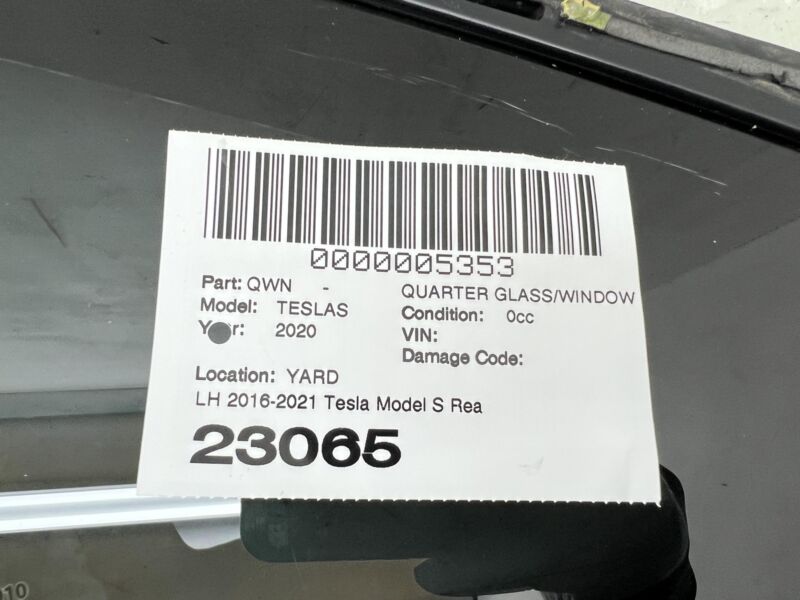 0000005353
Part: QWN - QUARTER GLASS/WINDOW
Model: TESLAS Condition: 0cc
2020 VIN:
Damage Code:
Location: YARD
LH 2016-2021 Tesla Model S Rea
23065
10